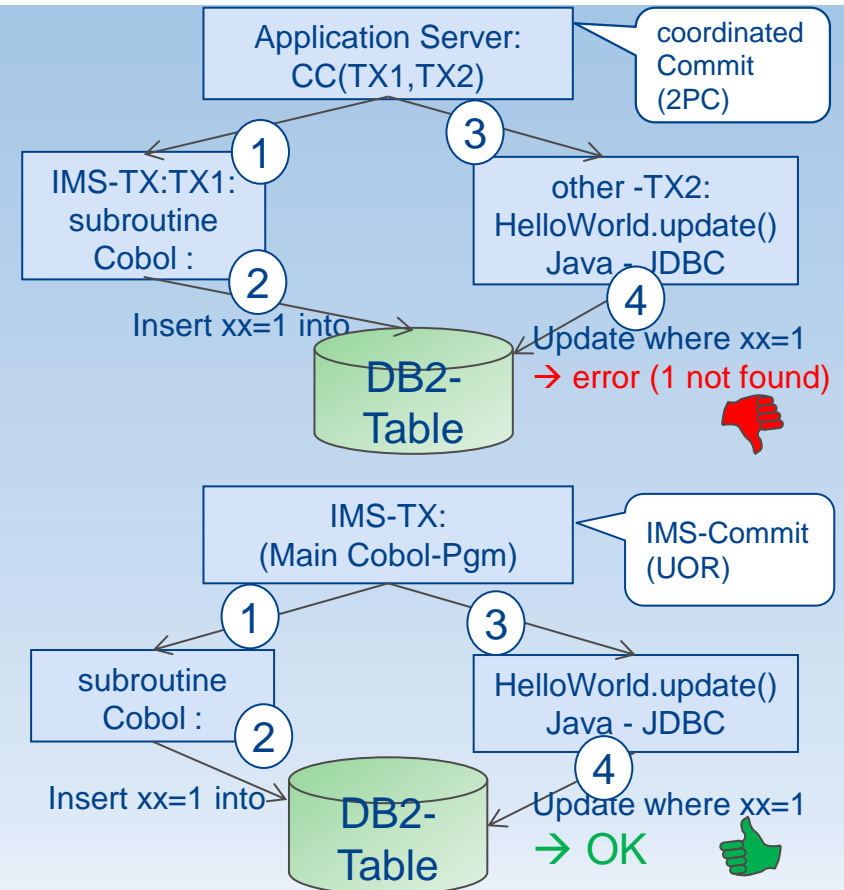 Application Server:
CC(TX1,TX2)
coordinated
Commit
(2PC)
1
3
IMS-TX:TX1:
subroutine
Cobol :
other -TX2:
HelloWorld.update()
Java - JDBC
2
4
Insert xx=1 into
Update where xx=1
→ error (1 not found)
DB2-
Table
IMS-TX:
(Main Cobol-Pgm)
IMS-Commit
(UOR)
1
3
subroutine
Cobol :
HelloWorld.update()
Java - JDBC
2
4
Insert xx=1 into
Update where xx=1
→ OK
DB2-
Table